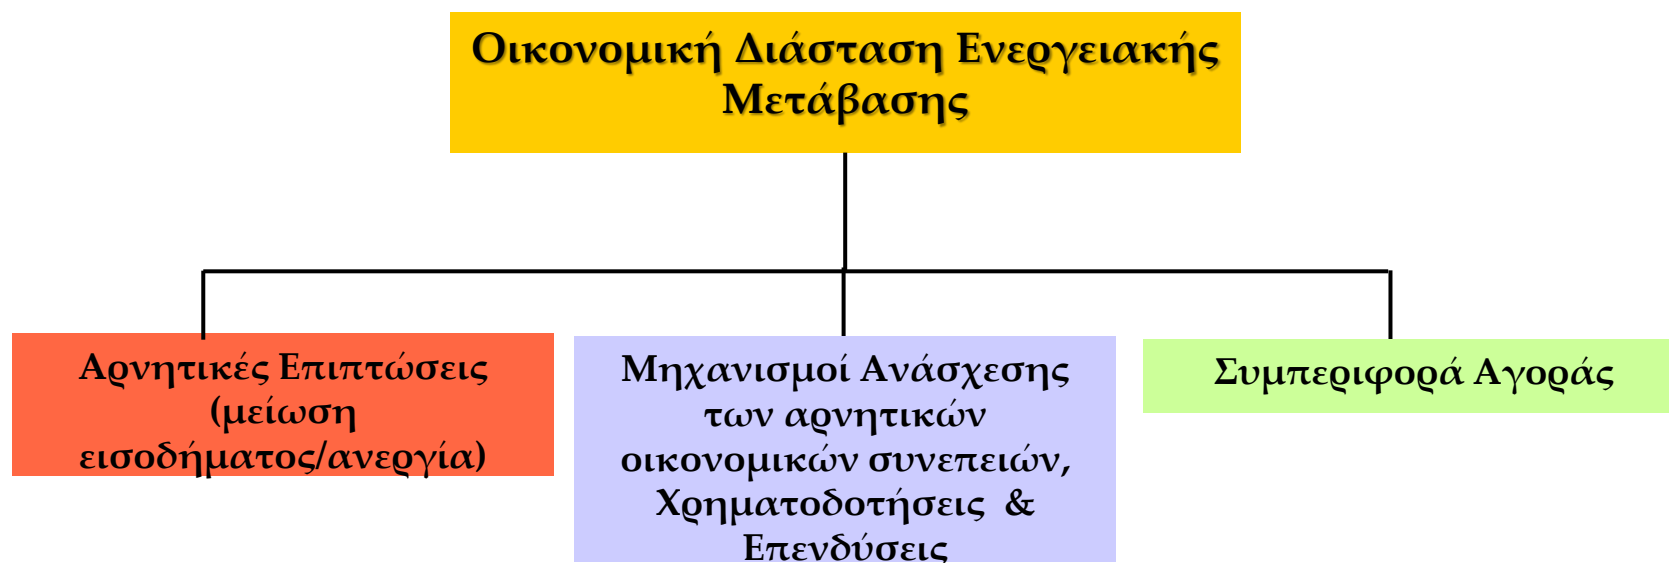 Οικονομική Διάσταση Ενεργειακής
Μετάβασης
Αρνητικές Επιπτώσεις
(μείωση
εισοδήματος/ανεργία)
Μηχανισμοί Ανάσχεσης
των αρνητικών
οικονομικών συνεπειών,
Χρηματοδοτήσεις &
Επενδύσεις
Συμπεριφορά Αγοράς